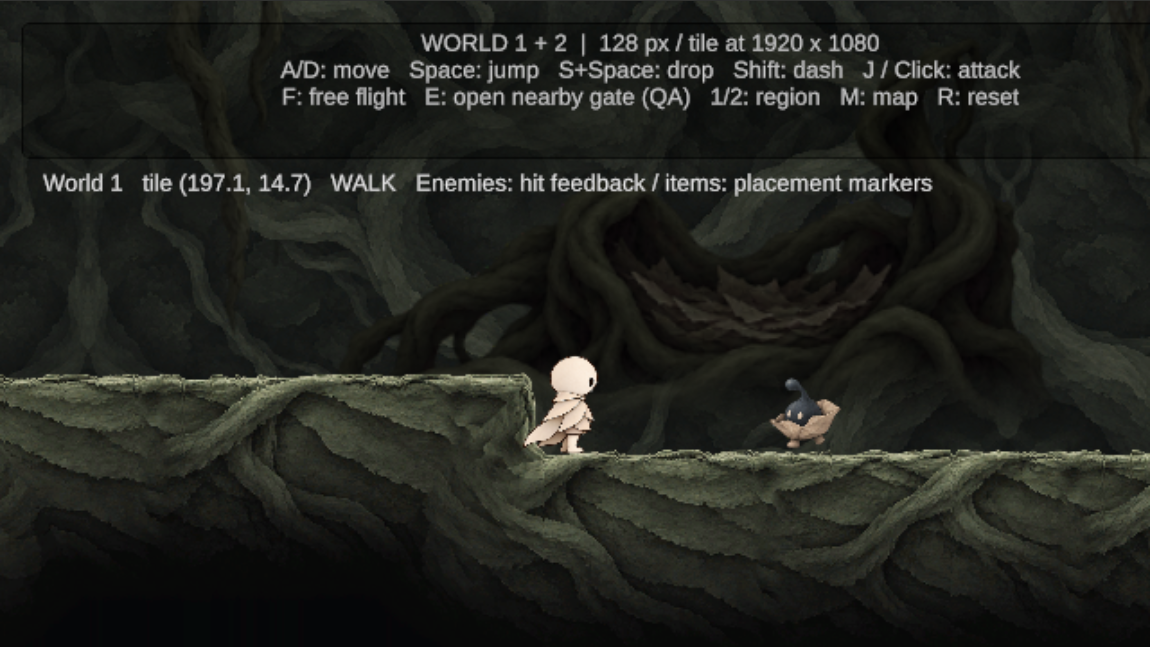 WORLD 1 + 2 | 128 px / tile at 1920 x 1080
A/D: move Space: jump S+Space: drop Shift: dash J / Click: attack
F: free flight E: open nearby gate (QA) 1/2: region M: map R: reset
World 1 tile (197.1, 14.7) WALK Enemies: hit feedback / items: placement markers